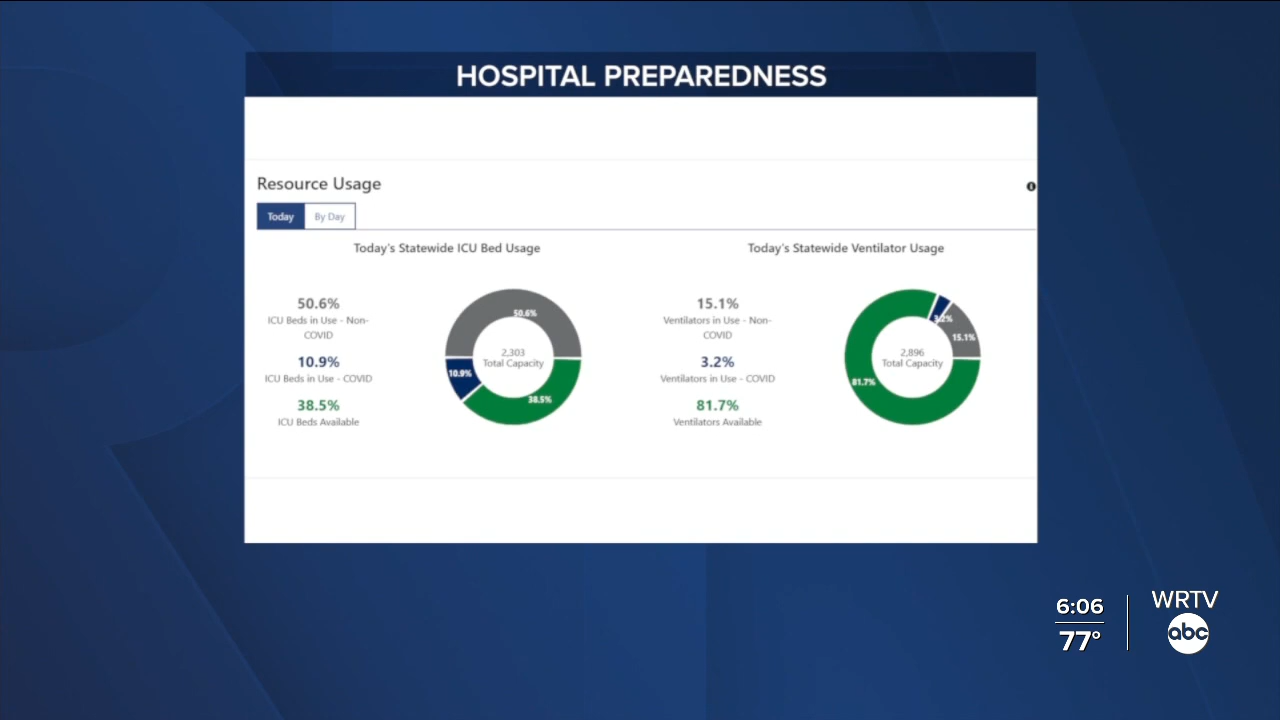 HOSPITAL PREPAREDNESS
Resource Usage
Today
By Day
Today's Statewide ICU Bed Usage
50.6%
ICU Beds in Use - Non-
COVID
10.9%
ICU Beds in Use - COVID
38.5%
ICU Beds Available
50.6%
2,303
Total Capacity
10.9%
38.5%
Today's Statewide Ventilator Usage
15.1%
Ventilators in Use - Non-
COVID
3.2%
Ventilators in Use - COVID
81.7%
Ventilators Available
3.2%
15.1%
2,896
Total Capacity
81.7%
6:06
77°
WRTV
abc